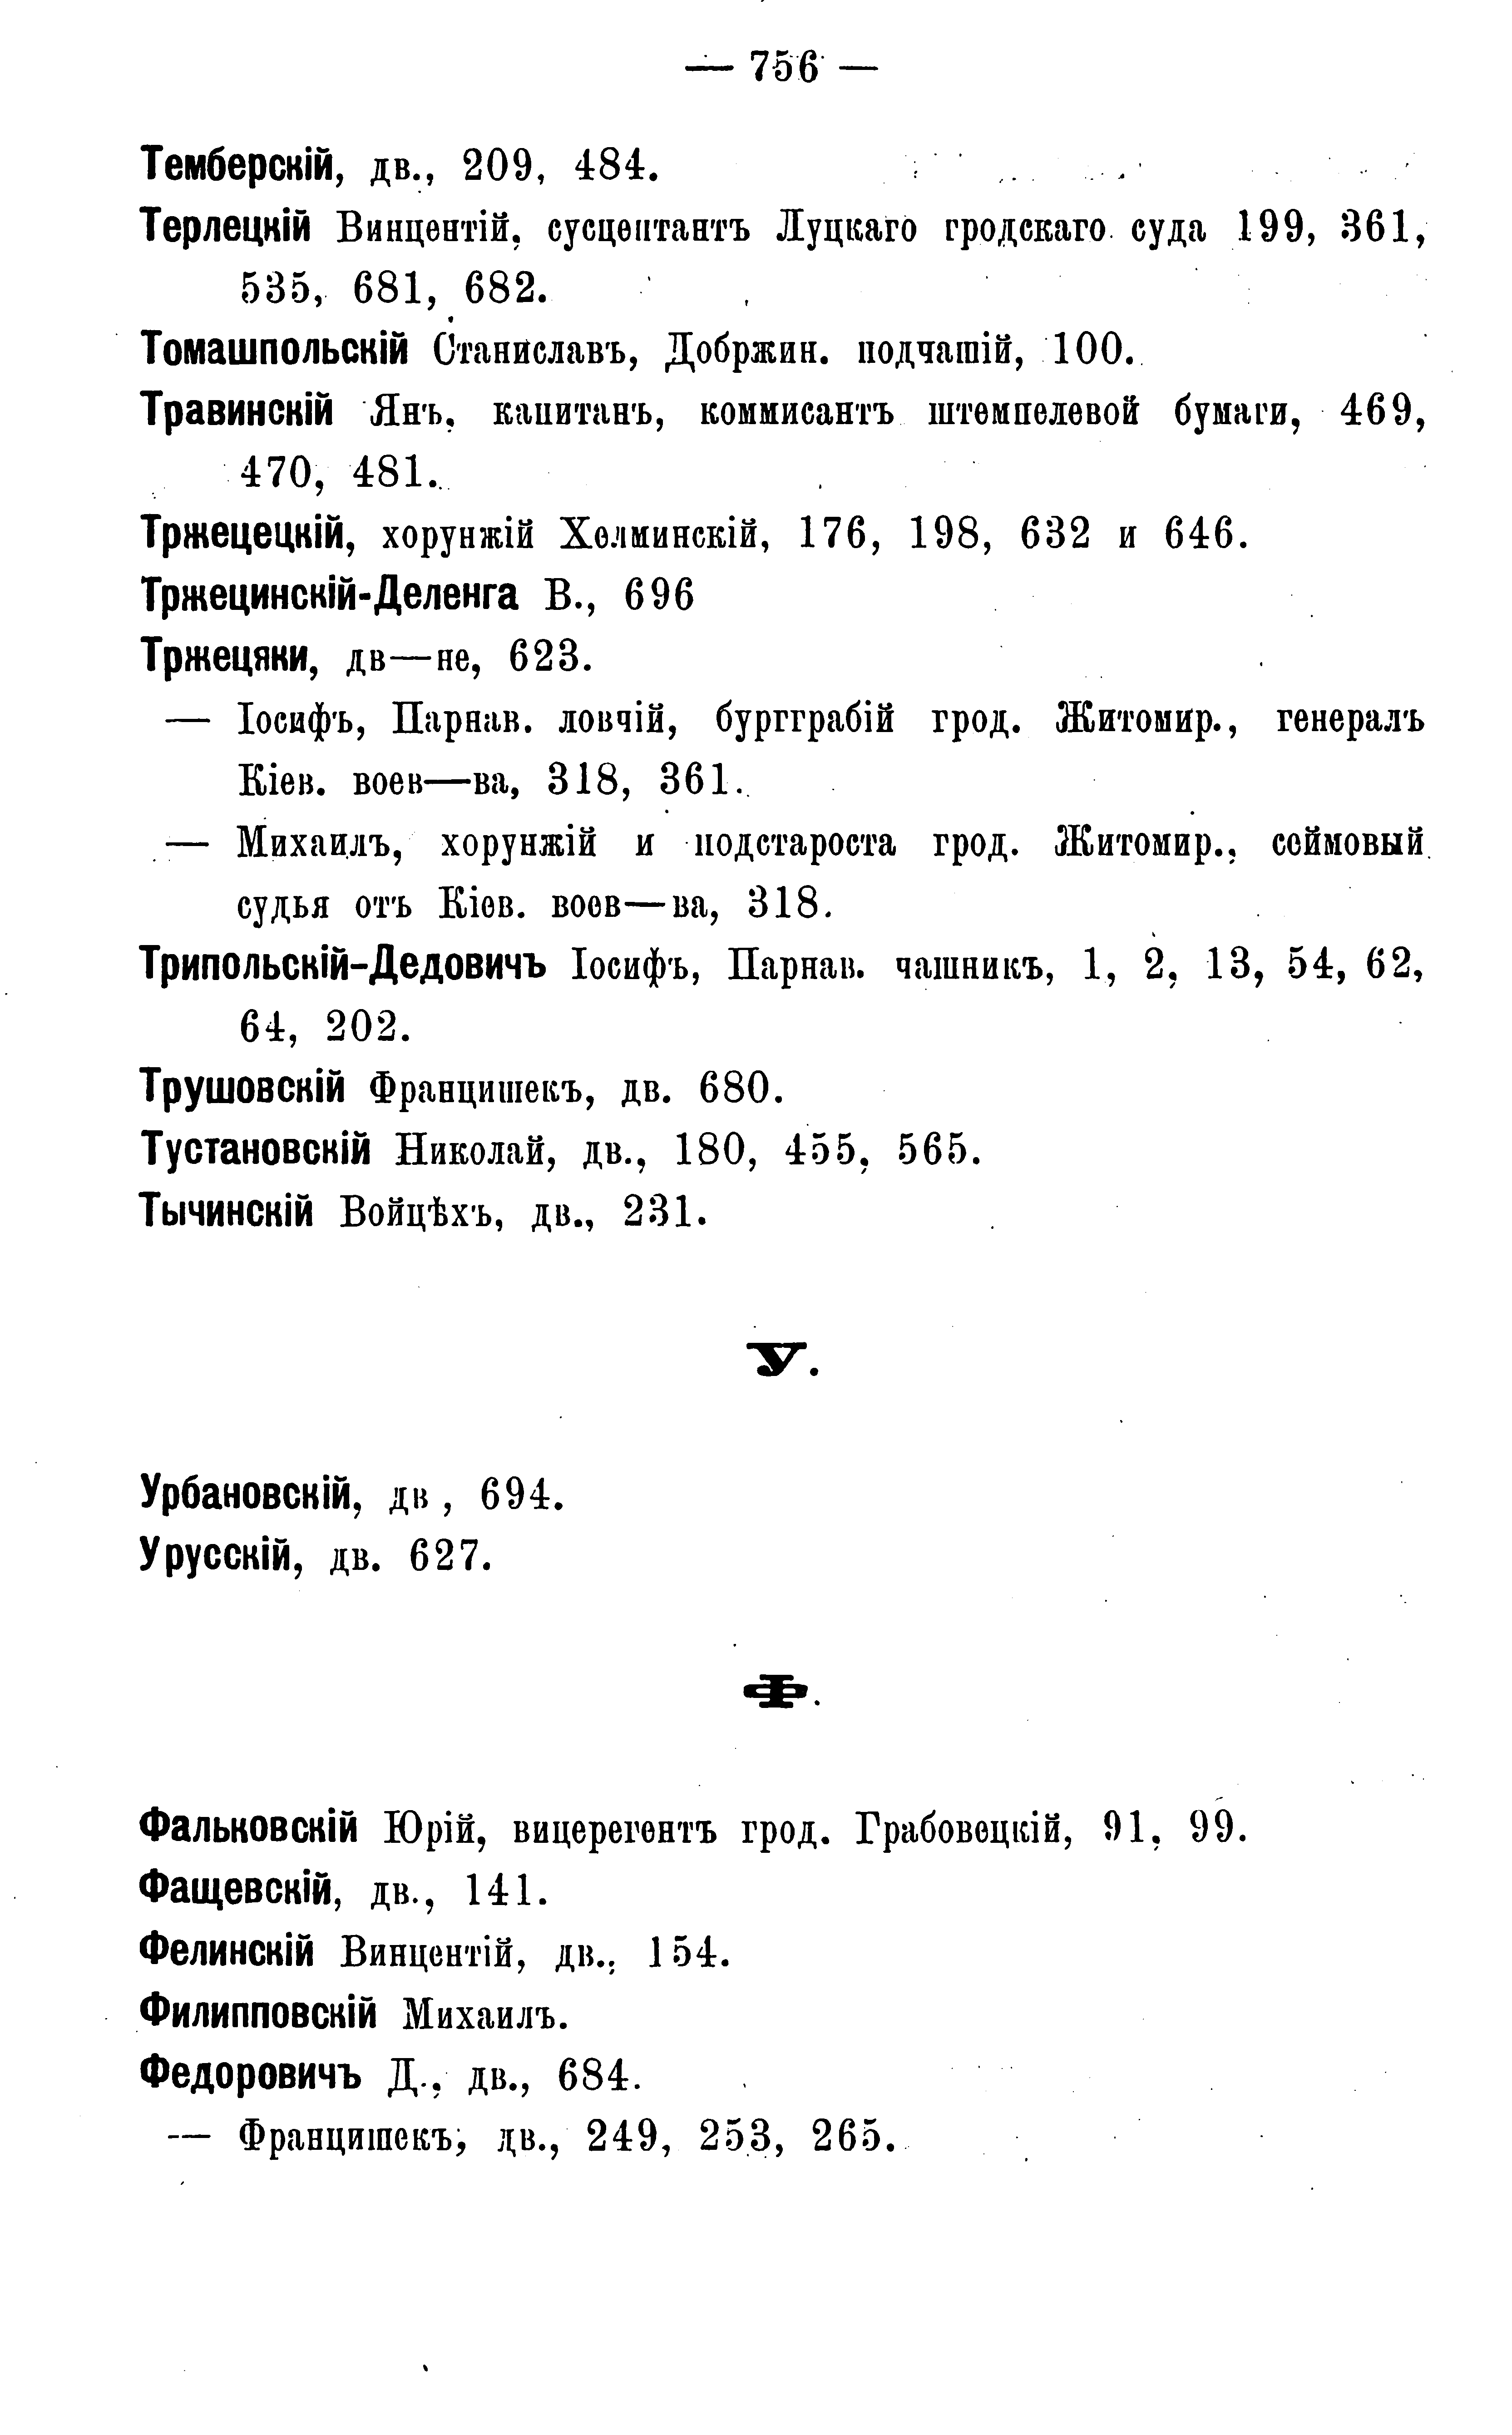 — 756 —
Темберскій, дв., 209, 484.
Терлецкій Винцентій, сусцептантъ Луцкаго гродскаго суда 199, 361,
535, 681, 682.
Томашпольскій Станиславъ, Добржин. подчашій, 100.
Травинскій Янъ, капитанъ, коммисантъ штемпелевой бумаги, 469,
470, 481.
Тржецецкій, хорунжій Холминскій, 176, 198, 632 и 646.
Тржецинскій-Деленга В., 696
Тржецяки, дв—не, 623.
— Іосифъ, Парнав. ловчій, бургграбій грод. Житомир., генералъ
Кіев. воев—ва, 318, 361.
— Михаилъ, хорунжій и подстароста грод. Житомир., сеймовый
судья отъ Кіев. воев—ва, 318.
Трипольскій-Дедовичъ Іосифъ, Парнав. чашникъ, 1, 2, 13, 54, 62,
64, 202.
Трушовскій Францишекъ, дв. 680.
Тустановскій Николай, дв., 180, 455, 565.
Тычинскій Войцѣхъ, дв., 231.
У.
Урбановскій, дв , 694.
Урусскій, дв. 627.
Ф.
Фальковскій Юрій, вицерегентъ грод. Грабовецкій, 91, 99.
Фащевскій, дв., 141.
Фелинскій Винцентій, дв., 154.
Филипповскій Михаилъ.
Федоровичъ Д., дв., 684.
— Францишекъ, дв., 249, 253, 265.